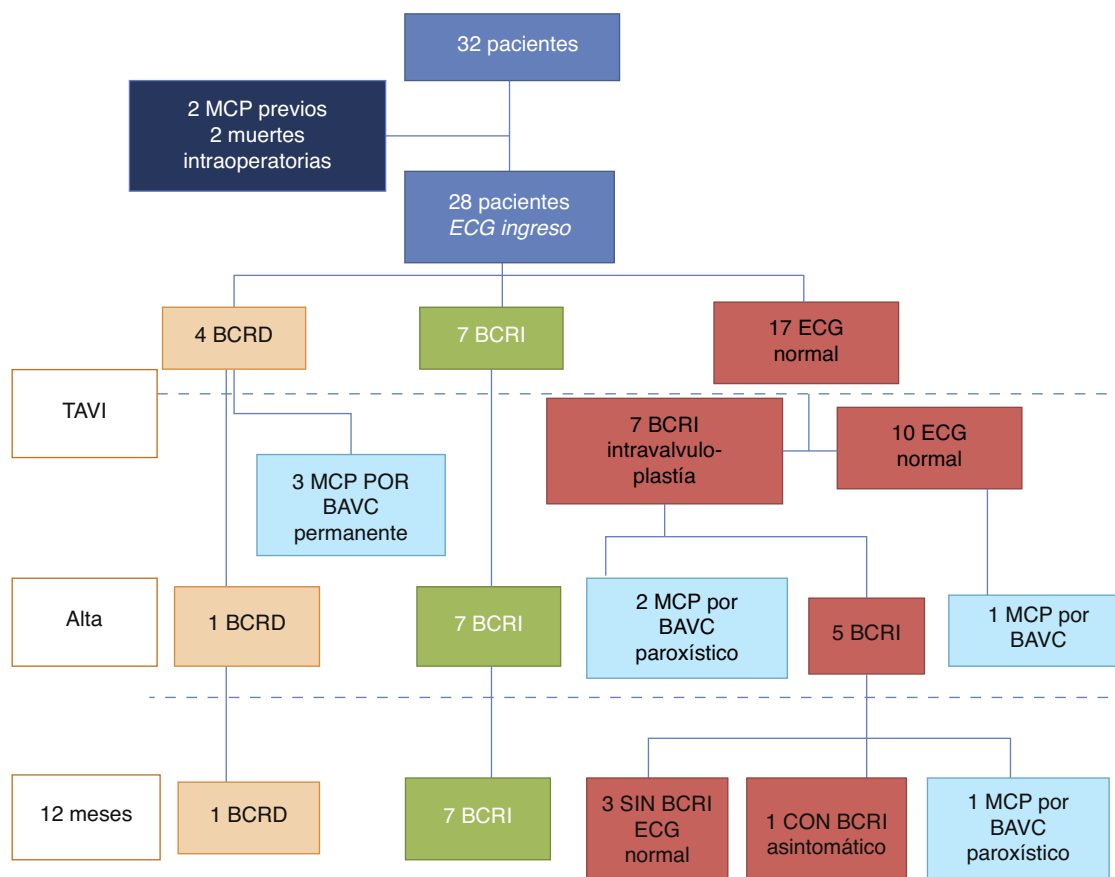 32 pacientes
2 MCP previos
2 muertes
intraoperatorias
28 pacientes
ECG ingreso
4 BCRD
7 BCRI
17 ECG
normal
TAVI
7 BCRI
intravalvulo-
plastía
10 ECG
normal
3 MCP POR
BAVC
permanente
Alta
1 BCRD
7 BCRI
2 MCP por
BAVC
paroxístico
5 BCRI
1 MCP por
BAVC
12 meses
1 BCRD
7 BCRI
3 SIN BCRI
ECG
normal
1 CON BCRI
asintomático
1 MCP por
BAVC
paroxístico